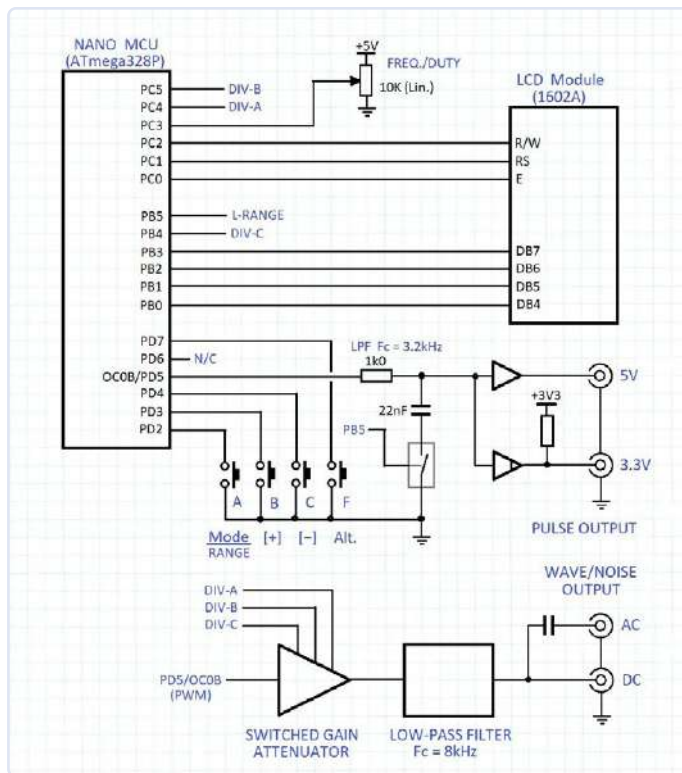 NANO MCU
(ATmega328P)
+5V
FREQ./DUTY
10K (Lin.)
LCD Module
(1602A)
PC5
DIV-B
PC4
DIV-A
PC3
PC2
R/W
PC1
RS
PC0
E
PB5
L-RANGE
PB4
DIV-C
PB3
DB7
PB2
DB6
PB1
DB5
PB0
DB4
PD7
PD6
N/C
OC0B/PD5
PD4
PD3
PD2
LPF Fc = 3.2kHz
1k0
22nF
PB5
5V
+3V3
3.3V
PULSE OUTPUT
A
B
C
F
Mode
[+]
[−]
Alt.
RANGE
DIV-A
DIV-B
DIV-C
PD5/OC0B
(PWM)
SWITCHED GAIN
ATTENUATOR
LOW-PASS FILTER
Fc = 8kHz
WAVE/NOISE
OUTPUT
AC
DC